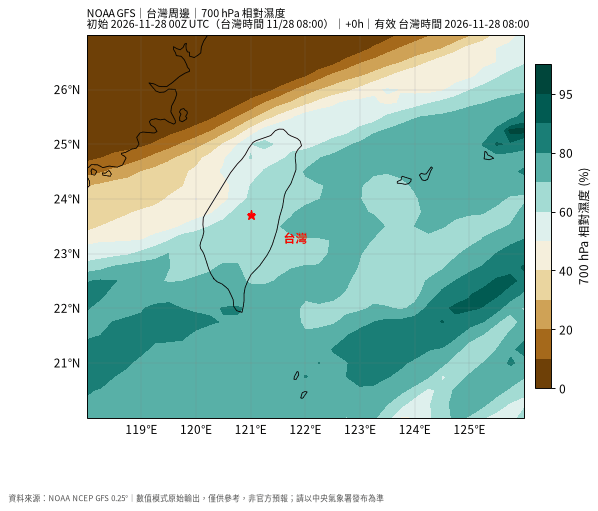 NOAA GFS｜台灣周邊｜700 hPa 相對濕度
初始 2026-11-28 00Z UTC（台灣時間 11/28 08:00）｜+0h｜有效 台灣時間 2026-11-28 08:00
26°N
25°N
24°N
23°N
22°N
21°N
119°E
120°E
121°E
122°E
123°E
124°E
125°E
台灣
95
80
60
40
20
0
700 hPa 相對濕度 (%)
資料來源：NOAA NCEP GFS 0.25°｜數值模式原始輸出，僅供參考，非官方預報；請以中央氣象署發布為準